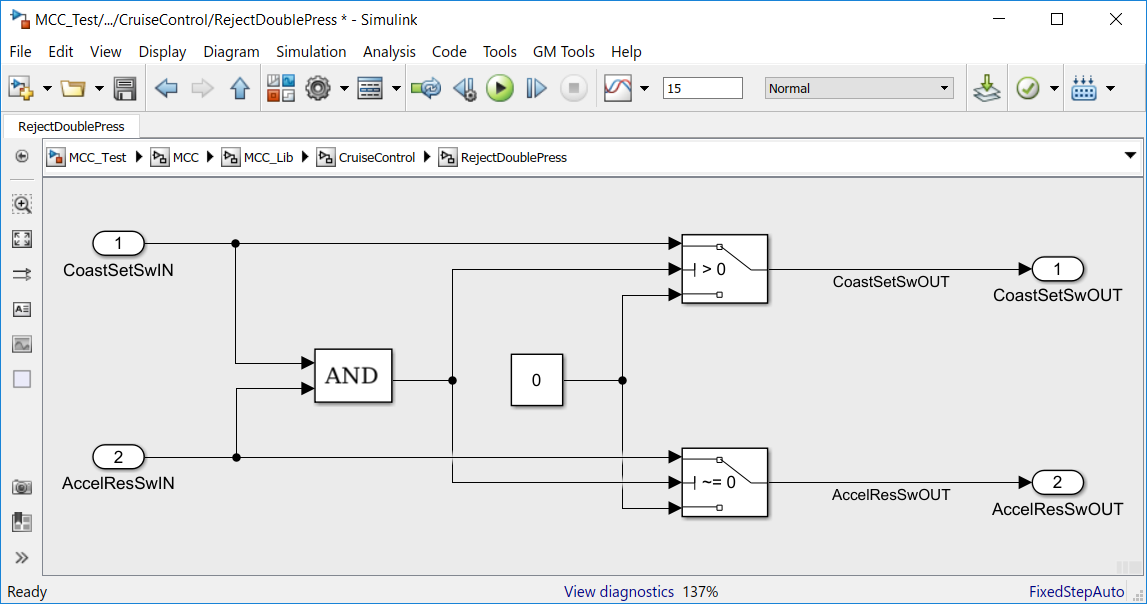 MCC_Test/.../CruiseControl/RejectDoublePress * - Simulink
File Edit View Display Diagram Simulation Analysis Code Tools GM Tools Help
15 Normal
RejectDoublePress
MCC_Test MCC MCC_Lib CruiseControl RejectDoublePress
1
CoastSetSwIN
> 0
CoastSetSwOUT
1
CoastSetSwOUT
AND
0
2
AccelResSwIN
~= 0
AccelResSwOUT
2
AccelResSwOUT
Ready View diagnostics 137% FixedStepAuto